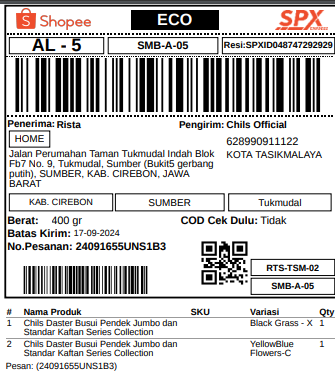 Shopee
ECO
SPX
EXPRESS
AL - 5
SMB-A-05
Resi:SPXID048747292929
Penerima: Rista
Pengirim: Chils Official
HOME
628990911122
KOTA TASIKMALAYA
Jalan Perumahan Taman Tukmudal Indah Blok
Fb7 No. 9, Tukmudal, Sumber (Bukit5 gerbang
putih), SUMBER, KAB. CIREBON, JAWA
BARAT
KAB. CIREBON
SUMBER
Tukmudal
Berat: 400 gr
COD Cek Dulu: Tidak
Batas Kirim: 17-09-2024
No.Pesanan: 24091655UNS1B3
RTS-TSM-02
SMB-A-05
# Nama Produk SKU Variasi Qty
1 Chils Daster Busui Pendek Jumbo dan Black Grass - X 1
Standar Kaftan Series Collection
2 Chils Daster Busui Pendek Jumbo dan YellowBlue 1
Standar Kaftan Series Collection Flowers-C
Pesan: (24091655UNS1B3)